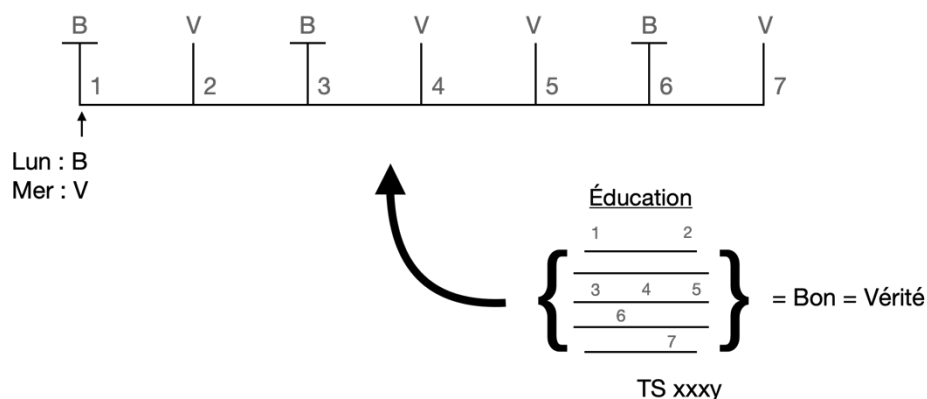 B V B V V B V
1 2 3 4 5 6 7
Lun : B
Mer : V
Éducation
1 2
3 4 5
= Bon = Vérité
6
7
TS xxxy